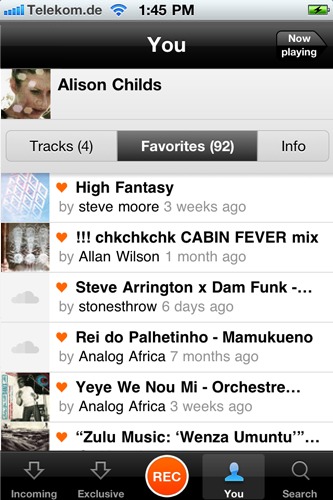 Telekom.de 1:45 PM
You
Now
playing
Alison Childs
Tracks (4) Favorites (92) Info
High Fantasy
by steve moore 3 weeks ago
!!! chkchkchk CABIN FEVER mix
by Allan Wilson 1 month ago
Steve Arrington x Dam Funk -…
by stonesthrow 6 days ago
Rei do Palhetinho - Mamukueno
by Analog Africa 7 months ago
Yeye We Nou Mi - Orchestre…
by Analog Africa 3 weeks ago
“Zulu Music: ‘Wenza Umuntu’”…
REC
Incoming Exclusive You Search